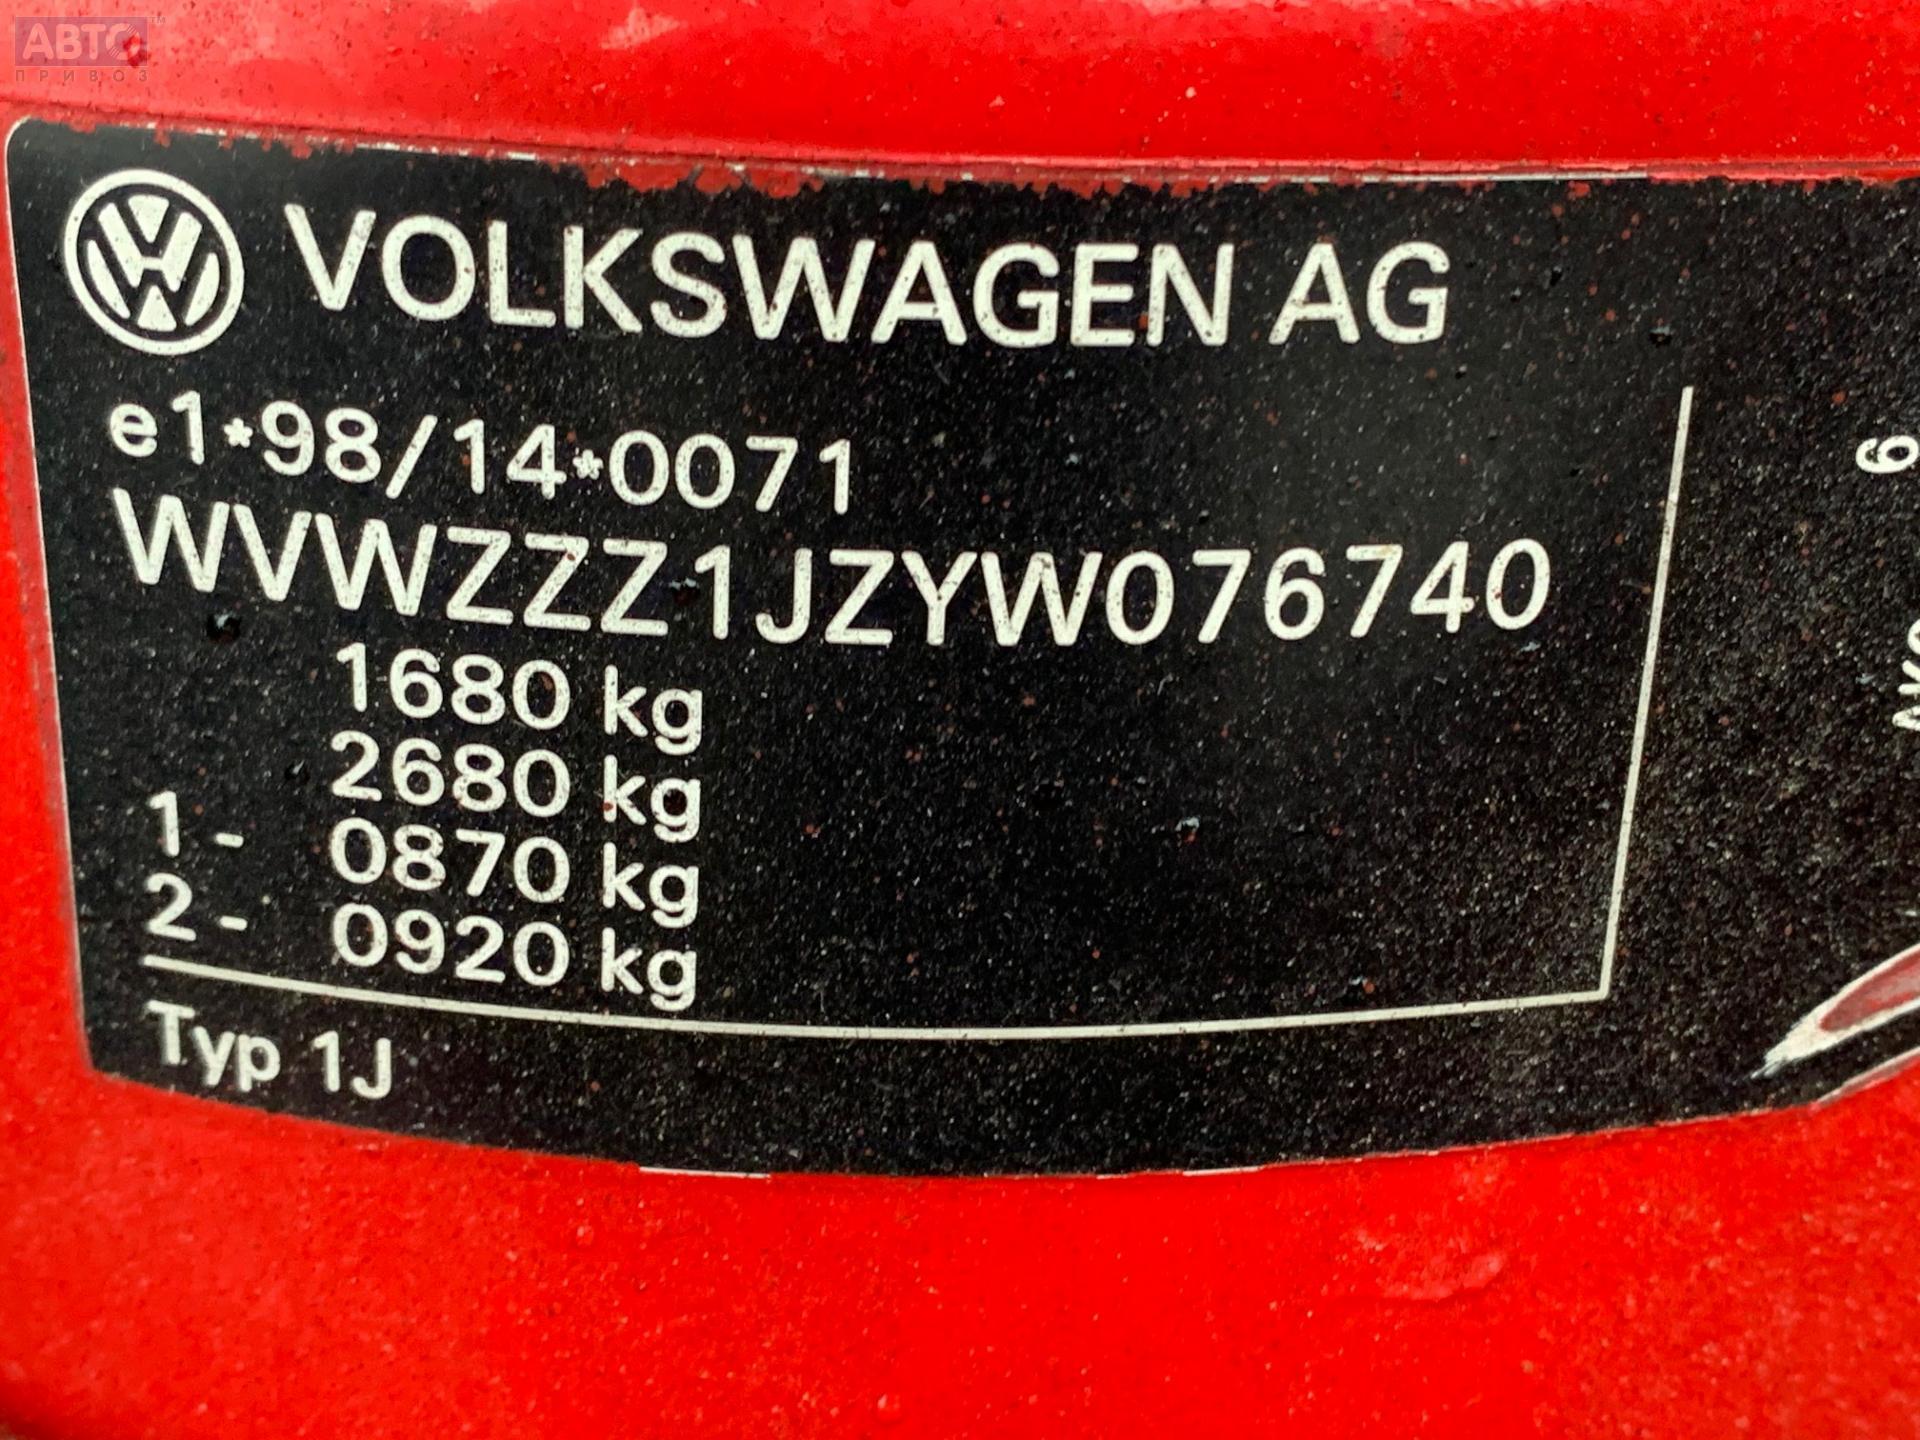 АВТО
ПРИВОЗ
VOLKSWAGEN AG
e1*98/14*0071
WVWZZZ1JZYW076740
1680 kg
2680 kg
1 - 0870 kg
2 - 0920 kg
Typ 1J
6